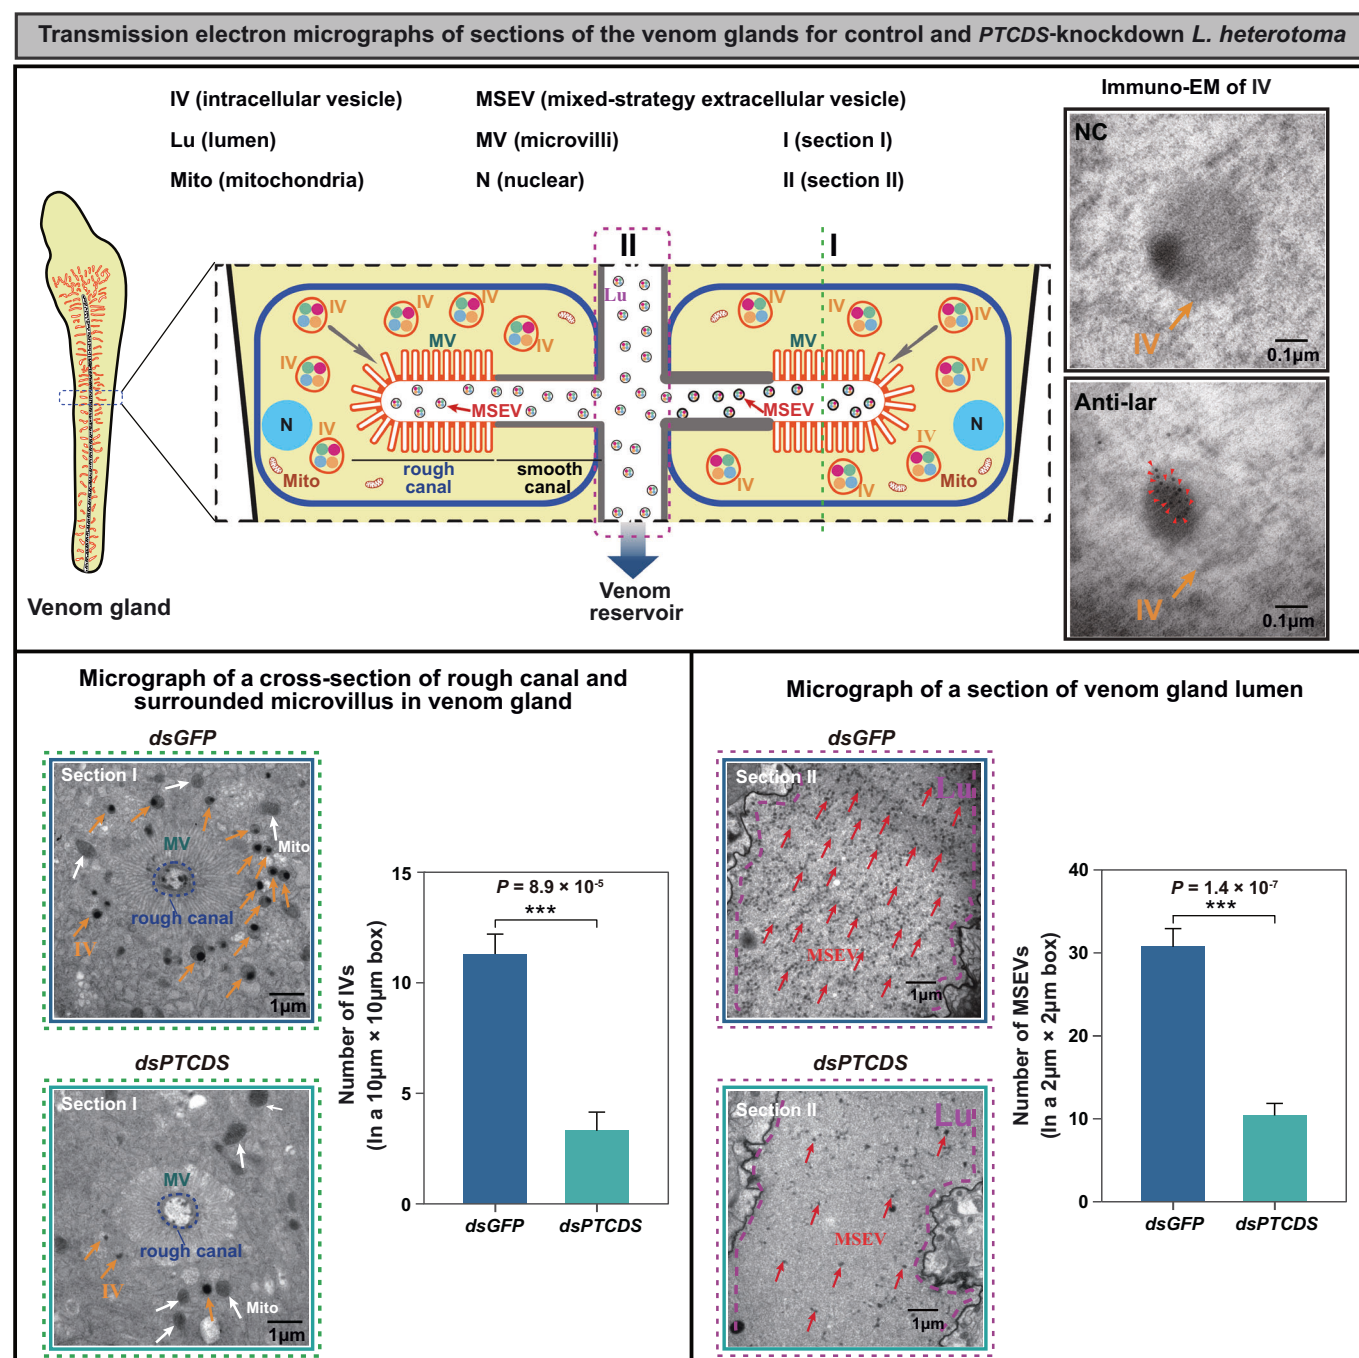 Transmission electron micrographs of sections of the venom glands for control and PTCDS-knockdown L. heterotoma
IV (intracellular vesicle)
MSEV (mixed-strategy extracellular vesicle)
Lu (lumen)
MV (microvilli)
I (section I)
Mito (mitochondria)
N (nuclear)
II (section II)
Immuno-EM of IV
NC
IV
0.1μm
Anti-lar
IV
0.1μm
II
I
Lu
IV
IV
IV
IV
IV
IV
IV
IV
MV
MV
IV
IV
MSEV
MSEV
N
N
IV
IV
IV
IV
Mito
Mito
rough
canal
smooth
canal
Venom gland
Venom
reservoir
Micrograph of a cross-section of rough canal and
surrounded microvillus in venom gland
dsGFP
Section I
MV
Mito
rough canal
IV
1μm
dsPTCDS
Section I
MV
rough canal
IV
Mito
1μm
Number of IVs
(In a 10μm × 10μm box)
15
10
5
0
P = 8.9 × 10-5
***
dsGFP
dsPTCDS
Micrograph of a section of venom gland lumen
dsGFP
Section II
Lu
MSEV
1μm
dsPTCDS
Section II
Lu
MSEV
1μm
Number of MSEVs
(In a 2μm × 2μm box)
40
30
20
10
0
P = 1.4 × 10-7
***
dsGFP
dsPTCDS